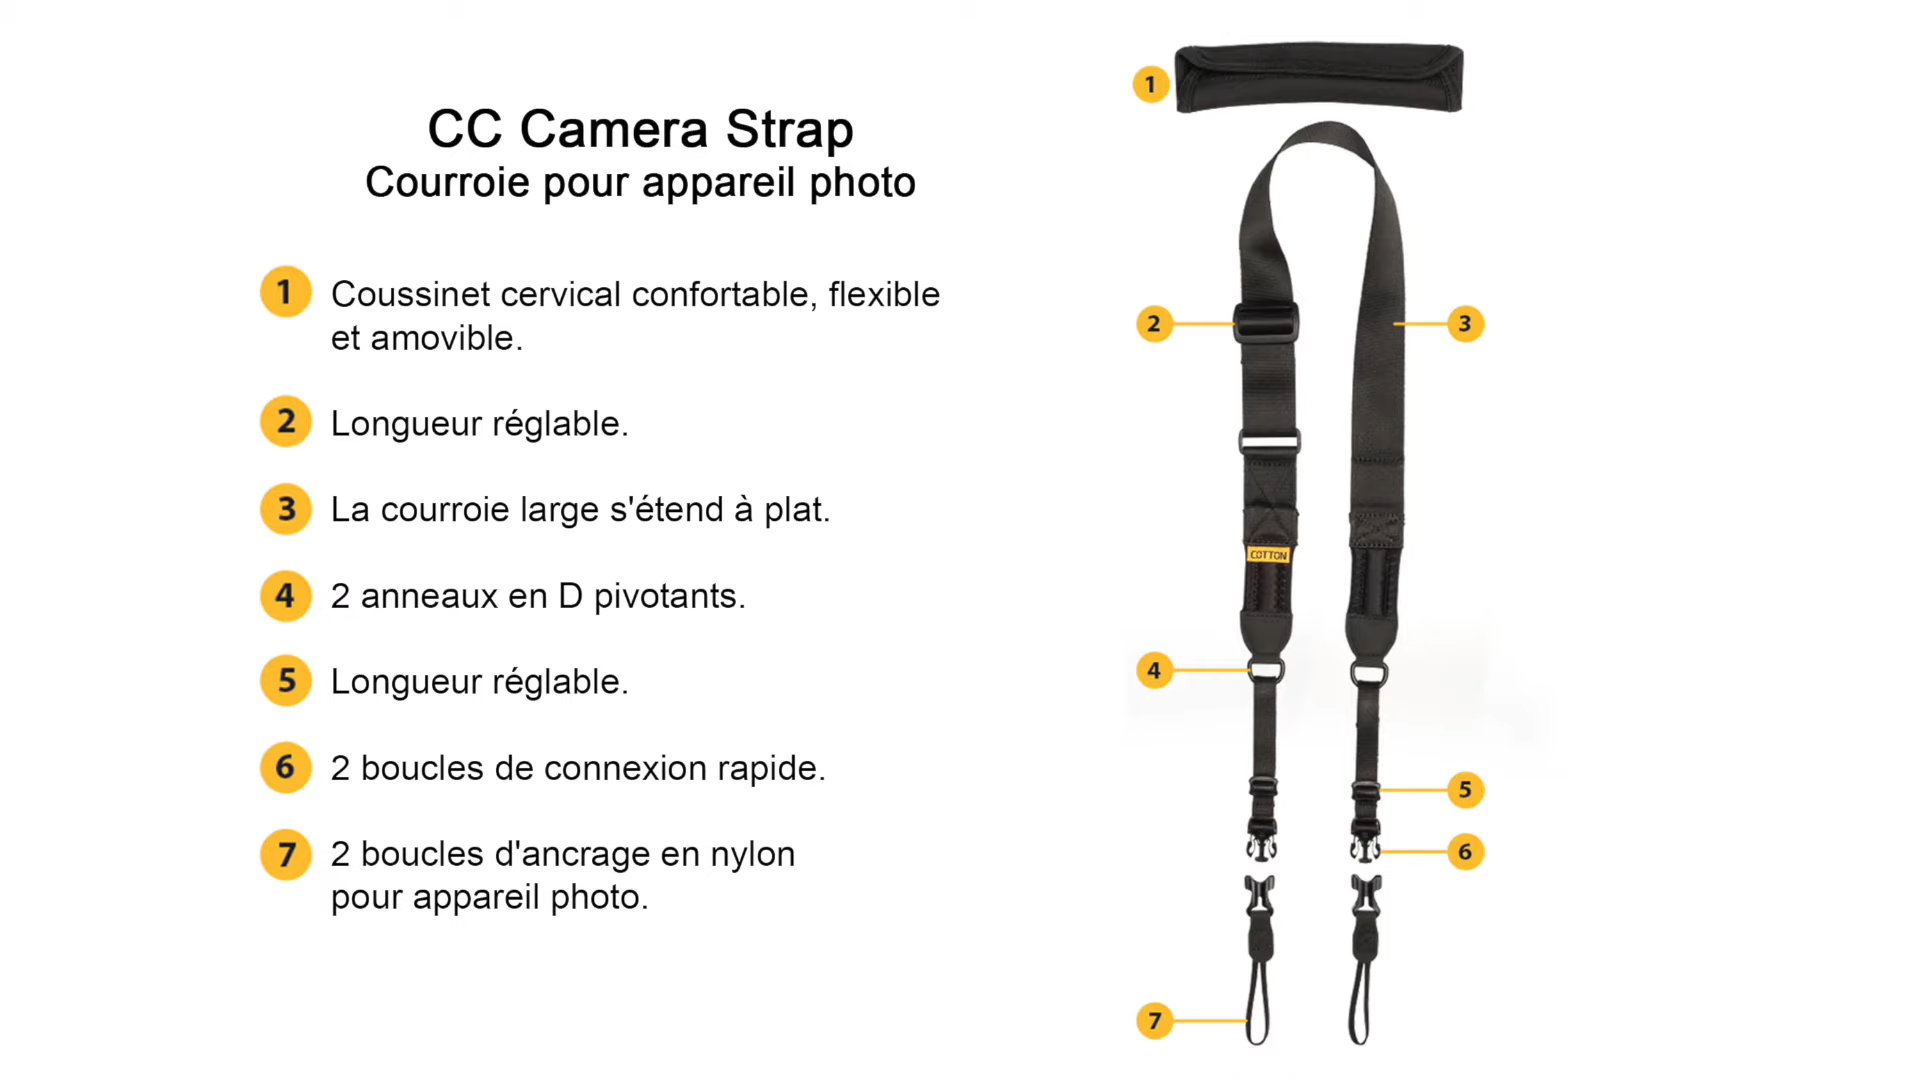 CC Camera Strap
Courroie pour appareil photo
1 Coussinet cervical confortable, flexible
et amovible.
2 Longueur réglable.
3 La courroie large s'étend à plat.
4 2 anneaux en D pivotants.
5 Longueur réglable.
6 2 boucles de connexion rapide.
7 2 boucles d'ancrage en nylon
pour appareil photo.
1
2
3
COTTON
4
5
6
7